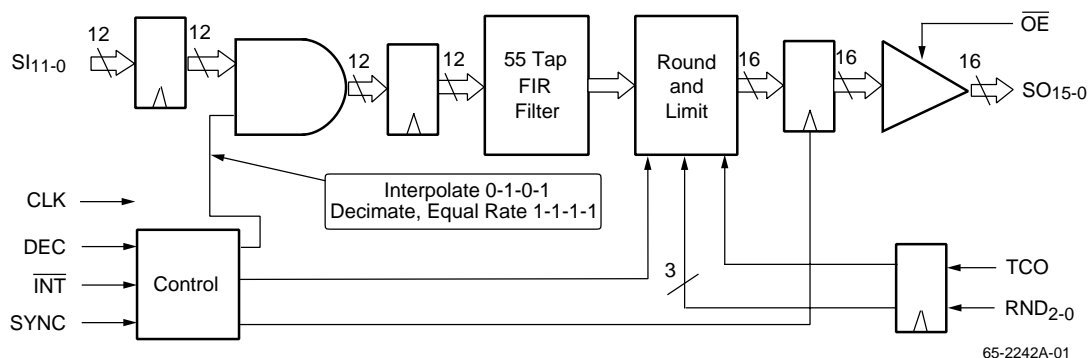 12
12
SI11-0
12
12
55 Tap
FIR
Filter
Round
and
Limit
16
16
OE
16
SO15-0
Interpolate 0-1-0-1
Decimate, Equal Rate 1-1-1-1
CLK
DEC
INT
SYNC
Control
3
TCO
RND2-0
65-2242A-01